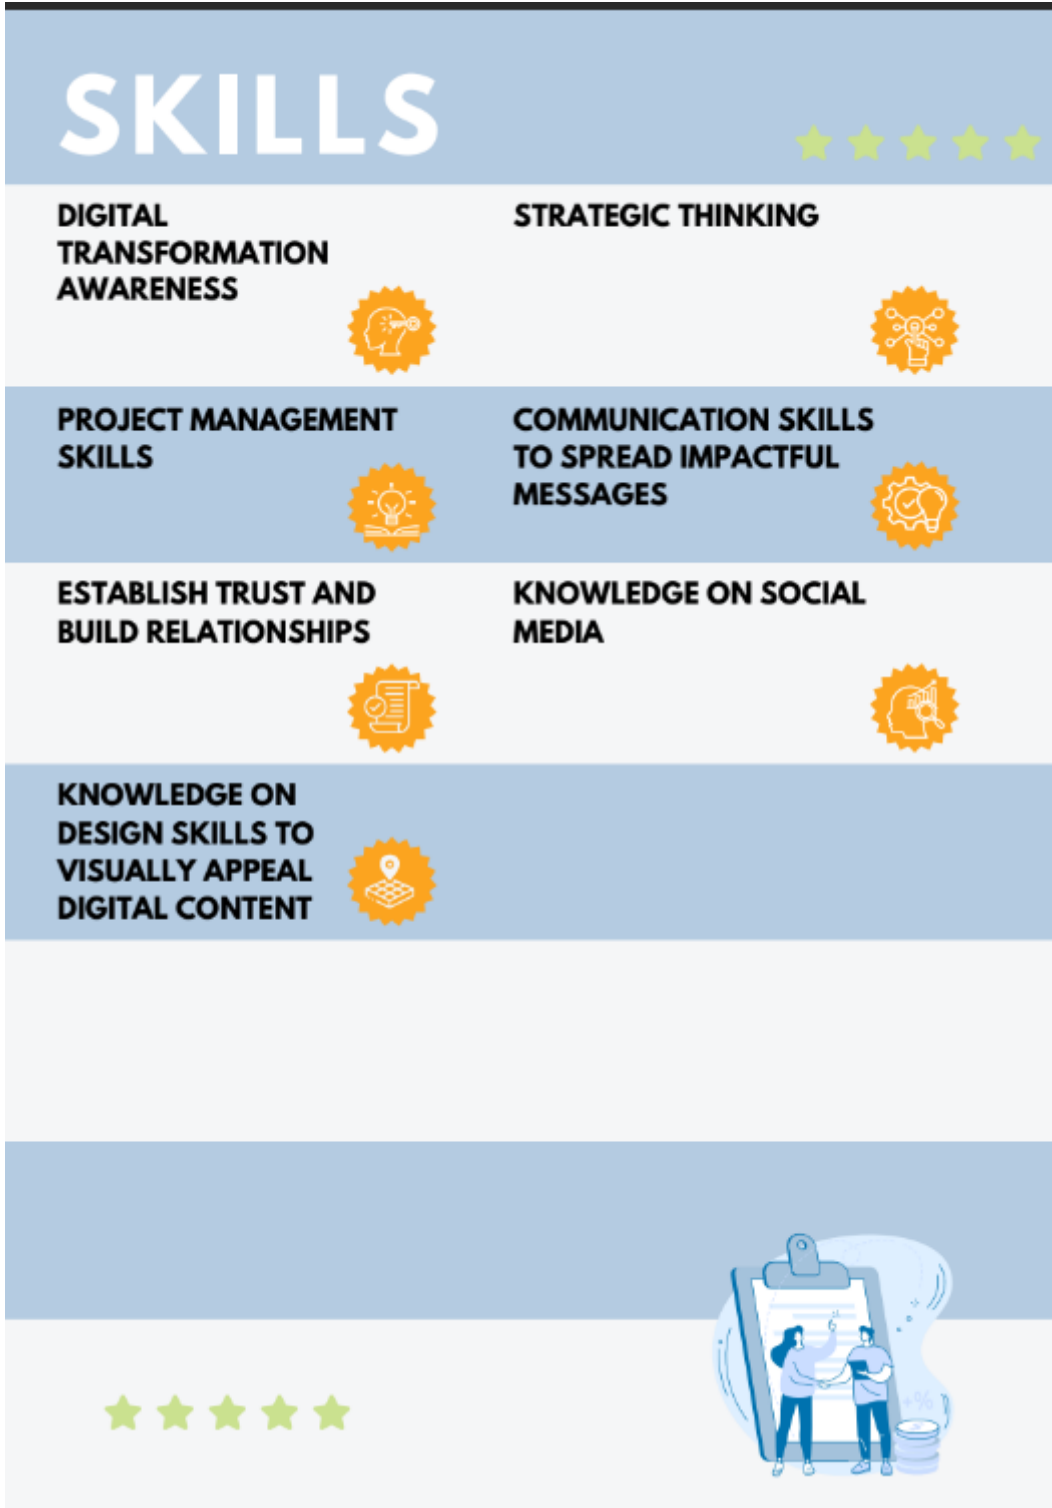 SKILLS
DIGITAL
TRANSFORMATION
AWARENESS
STRATEGIC THINKING
PROJECT MANAGEMENT
SKILLS
COMMUNICATION SKILLS
TO SPREAD IMPACTFUL
MESSAGES
ESTABLISH TRUST AND
BUILD RELATIONSHIPS
KNOWLEDGE ON SOCIAL
MEDIA
KNOWLEDGE ON
DESIGN SKILLS TO
VISUALLY APPEAL
DIGITAL CONTENT
+%